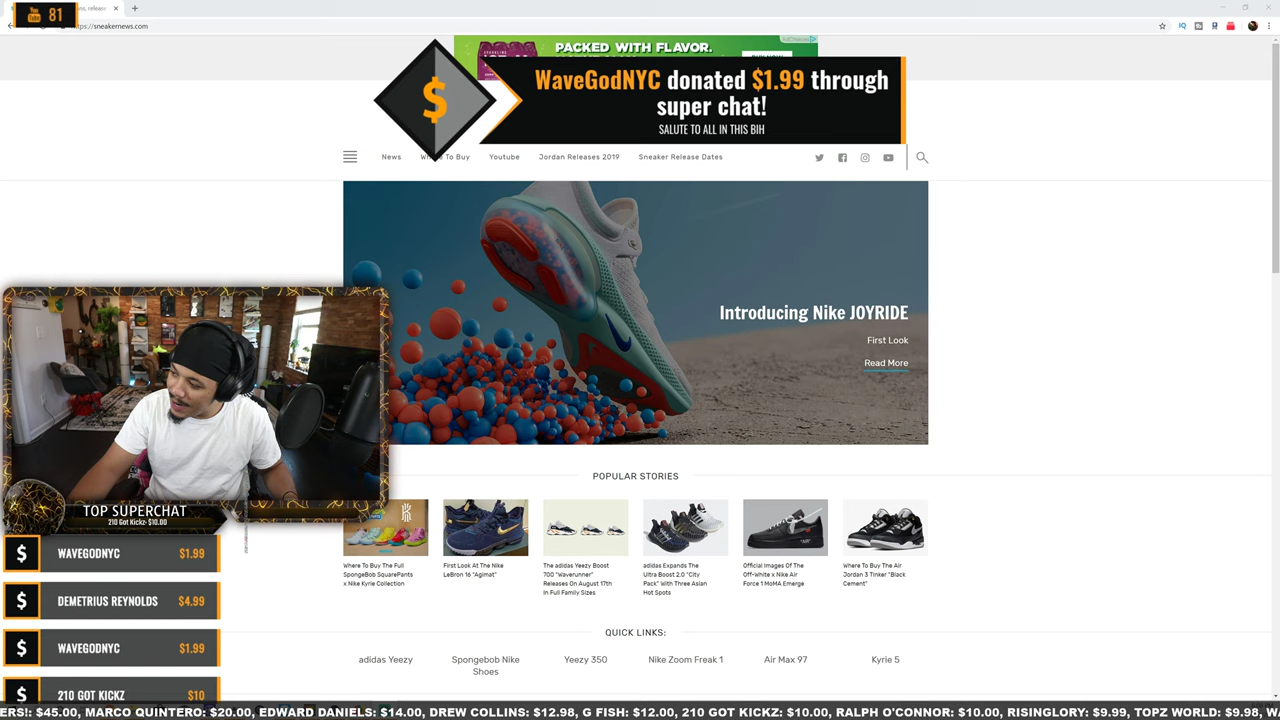 81
https://sneakernews.com
PACKED WITH FLAVOR.
WaveGodNYC donated $1.99 through
super chat!
SALUTE TO ALL IN THIS BIH
$
News
Where To Buy
Youtube
Jordan Releases 2019
Sneaker Release Dates
Introducing Nike JOYRIDE
First Look
Read More
POPULAR STORIES
Where To Buy The Full
SpongeBob SquarePants
x Nike Kyrie Collection
First Look At The Nike
LeBron 16 "Agimat"
The adidas Yeezy Boost
700 "Waverunner"
Releases On August 17th
In Full Family Sizes
adidas Expands The
Ultra Boost 2.0 "City
Pack" With Three Asian
Hot Spots
Official Images Of The
Off-White x Nike Air
Force 1 MoMA Emerge
Where To Buy The Air
Jordan 3 Tinker "Black
Cement"
QUICK LINKS:
adidas Yeezy
Spongebob Nike
Shoes
Yeezy 350
Nike Zoom Freak 1
Air Max 97
Kyrie 5
TOP SUPERCHAT
210 Got Kickz- $10.00
$ WAVEGODNYC $1.99
$ DEMETRIUS REYNOLDS $4.99
$ WAVEGODNYC $1.99
$ 210 GOT KICKZ $10
ERS!: $45.00, MARCO QUINTERO: $20.00, EDWARD DANIELS: $14.00, DREW COLLINS: $12.98, G FISH: $12.00, 210 GOT KICKZ: $10.00, RALPH O'CONNOR: $10.00, RISINGLORY: $9.99, TOPZ WORLD: $9.98, W